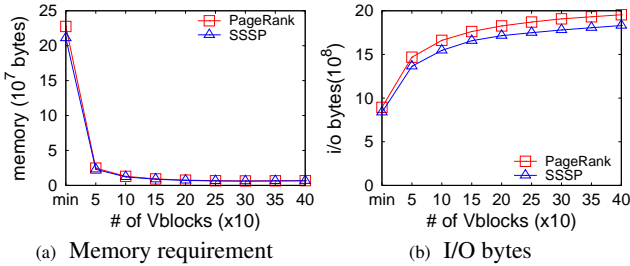 PageRank
SSSP
memory (10^7 bytes)
25
20
15
10
5
0
min 5 10 15 20 25 30 35 40
# of Vblocks (x10)
(a) Memory requirement
i/o bytes(10^8)
20
15
10
5
0
PageRank
SSSP
min 5 10 15 20 25 30 35 40
# of Vblocks (x10)
(b) I/O bytes